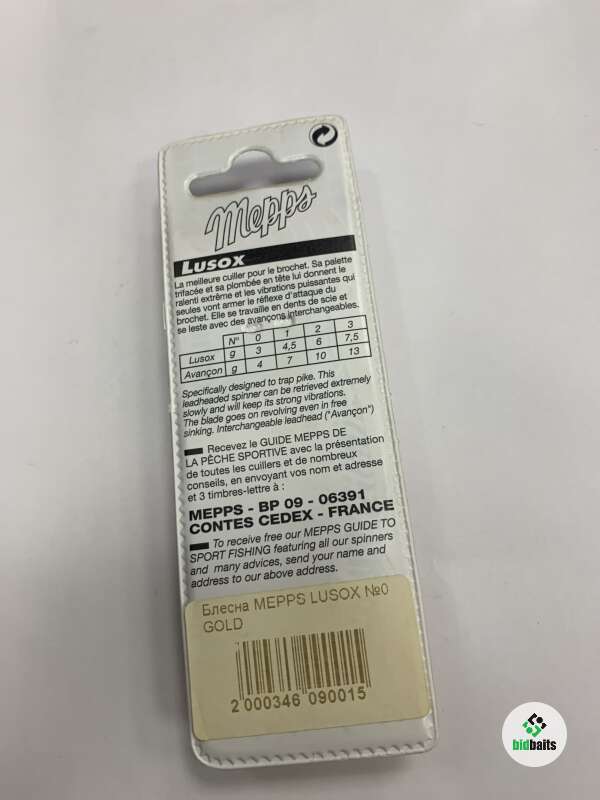 Mepps
LUSOX
La meilleure cuiller pour le brochet. Sa palette
trifacée et sa plombée en tête lui donnent le
ralenti extrême et les vibrations puissantes qui
seules vont armer le réflexe d'attaque du
brochet. Elle se travaille en dents de scie et
se leste avec des avançons interchangeables.
N° 0 1 2 3
Lusox g 3 4,5 6 7,5
Avançon g 4 7 10 13
Specifically designed to trap pike. This
leadheaded spinner can be retrieved extremely
slowly and will keep its strong vibrations.
The blade goes on revolving even in free
sinking. Interchangeable leadhead ("Avançon")
Recevez le GUIDE MEPPS DE
LA PÊCHE SPORTIVE avec la présentation
de toutes les cuillers et de nombreux
conseils, en envoyant vos nom et adresse
et 3 timbres-lettre à :
MEPPS - BP 09 - 06391
CONTES CEDEX - FRANCE
To receive free our MEPPS GUIDE TO
SPORT FISHING featuring all our spinners
and many advices, send your name and
address to our above address.
Блесна MEPPS LUSOX №0
GOLD
2 000346 090015
bidbaits